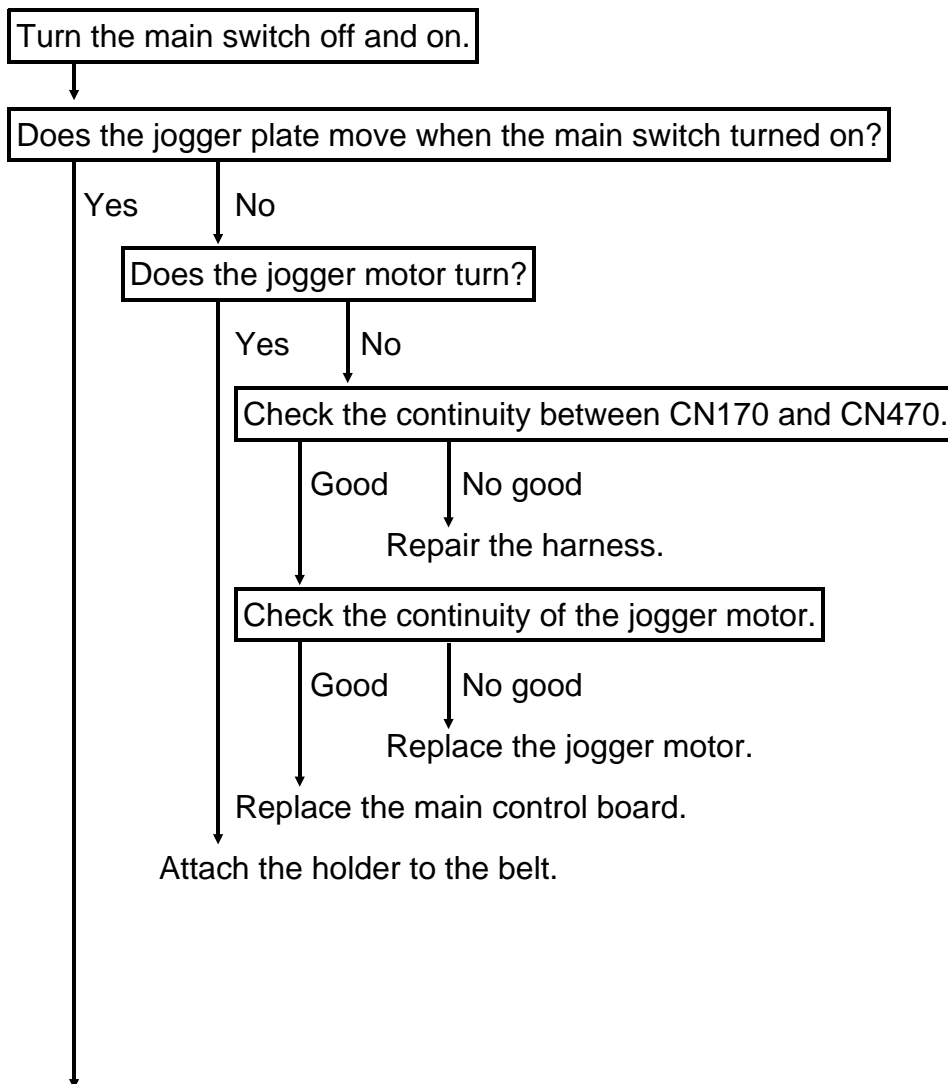 Turn the main switch off and on.
Does the jogger plate move when the main switch turned on?
Yes
No
Does the jogger motor turn?
Yes
No
Check the continuity between CN170 and CN470.
Good
No good
Repair the harness.
Check the continuity of the jogger motor.
Good
No good
Replace the jogger motor.
Replace the main control board.
Attach the holder to the belt.